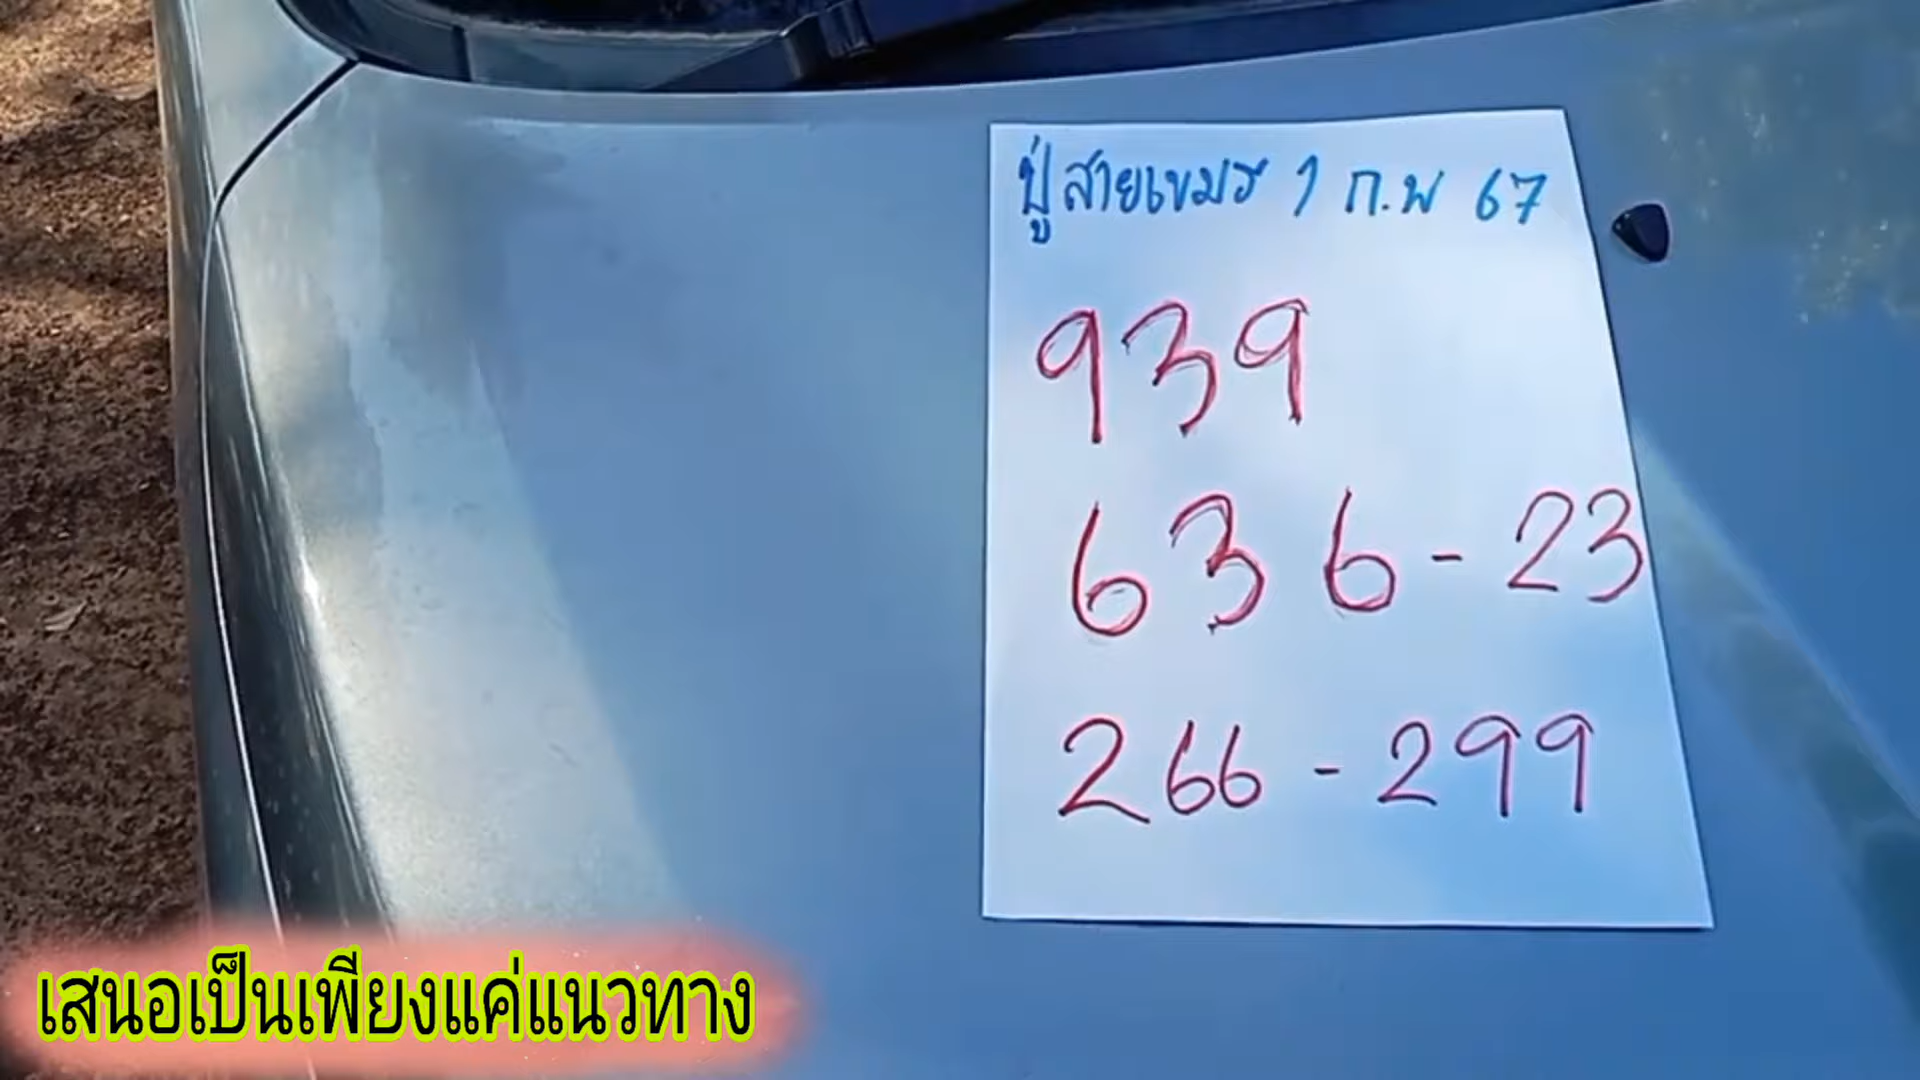 ปู่สายเขมร 1 ก.พ 67
939
636-23
266-299
เสนอเป็นเพียงแค่แนวทาง